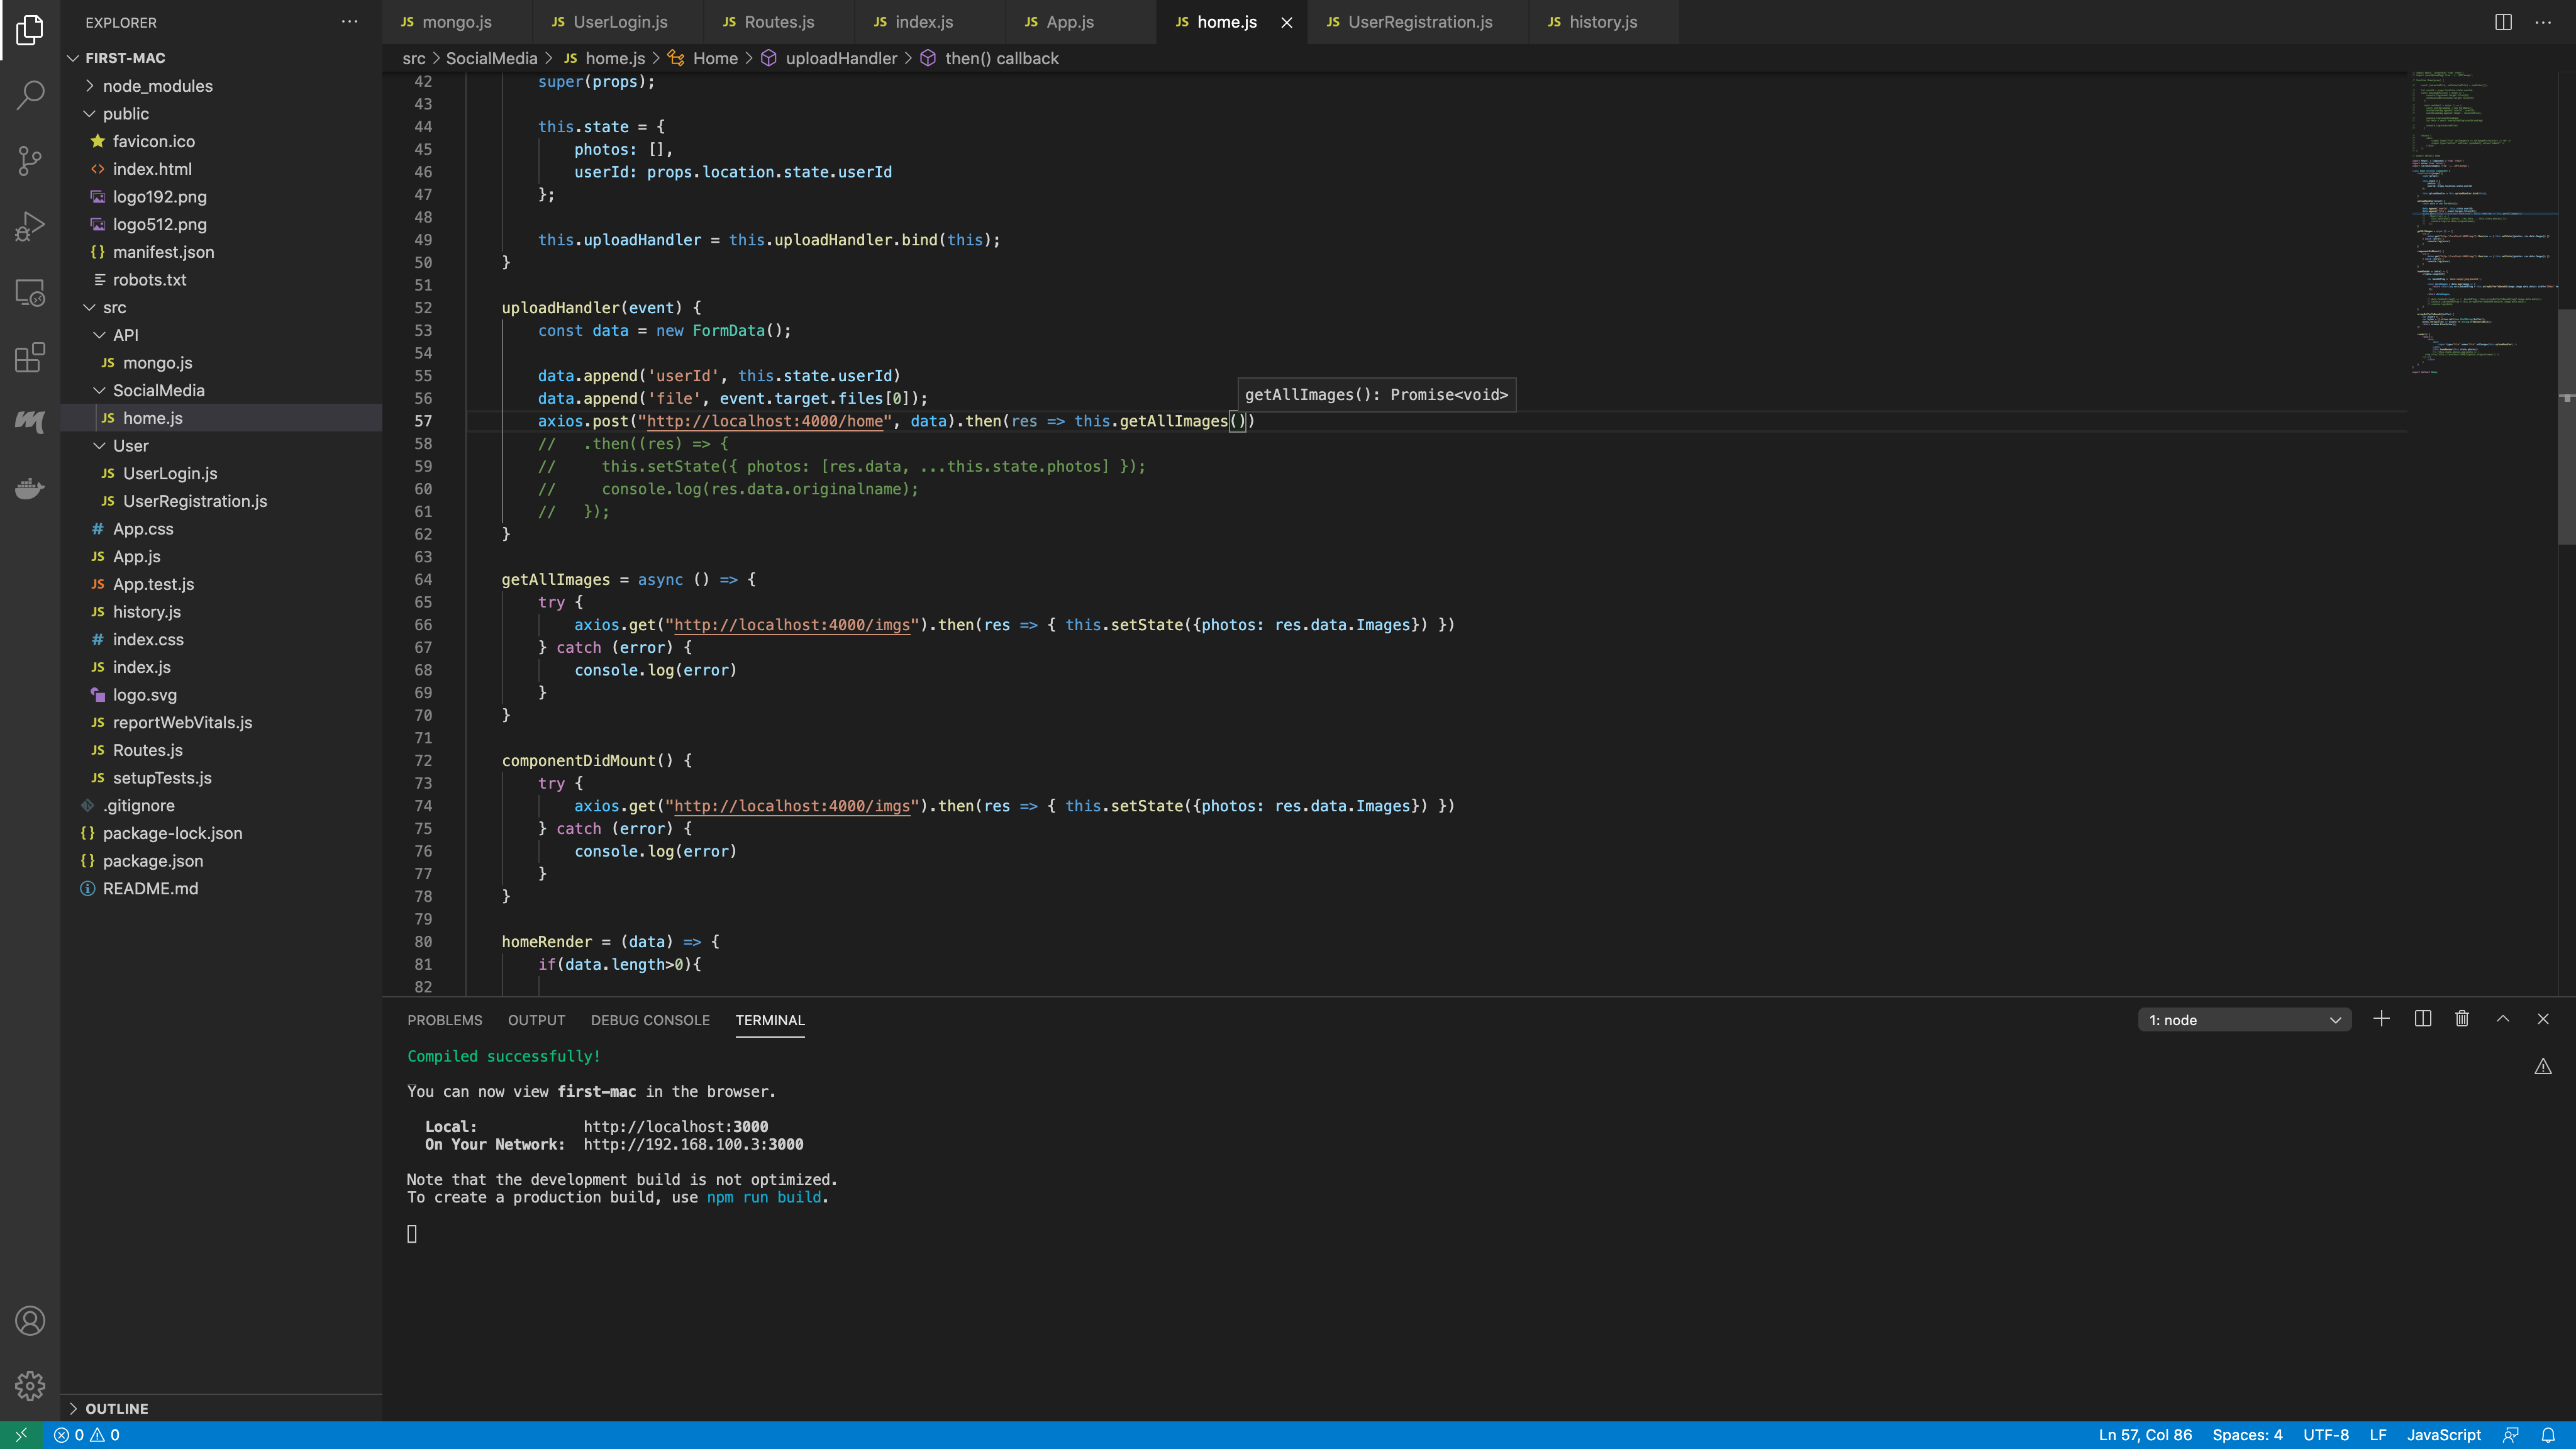 EXPLORER
FIRST-MAC
node_modules
public
favicon.ico
index.html
logo192.png
logo512.png
manifest.json
robots.txt
src
API
JS mongo.js
SocialMedia
JS home.js
User
JS UserLogin.js
JS UserRegistration.js
# App.css
JS App.js
JS App.test.js
JS history.js
# index.css
JS index.js
logo.svg
JS reportWebVitals.js
JS Routes.js
JS setupTests.js
.gitignore
{} package-lock.json
{} package.json
README.md
OUTLINE
JS mongo.js JS UserLogin.js JS Routes.js JS index.js JS App.js JS home.js JS UserRegistration.js JS history.js
src > SocialMedia > JS home.js > Home > uploadHandler > then() callback
42 super(props);
43
44 this.state = {
45 photos: [],
46 userId: props.location.state.userId
47 };
48
49 this.uploadHandler = this.uploadHandler.bind(this);
50 }
51
52 uploadHandler(event) {
53 const data = new FormData();
54
55 data.append('userId', this.state.userId)
56 data.append('file', event.target.files[0]);
getAllImages(): Promise<void>
57 axios.post("http://localhost:4000/home", data).then(res => this.getAllImages())
58 // .then((res) => {
59 // this.setState({ photos: [res.data, ...this.state.photos] });
60 // console.log(res.data.originalname);
61 // });
62 }
63
64 getAllImages = async () => {
65 try {
66 axios.get("http://localhost:4000/imgs").then(res => { this.setState({photos: res.data.Images}) })
67 } catch (error) {
68 console.log(error)
69 }
70 }
71
72 componentDidMount() {
73 try {
74 axios.get("http://localhost:4000/imgs").then(res => { this.setState({photos: res.data.Images}) })
75 } catch (error) {
76 console.log(error)
77 }
78 }
79
80 homeRender = (data) => {
81 if(data.length>0){
82
PROBLEMS OUTPUT DEBUG CONSOLE TERMINAL 1: node
Compiled successfully!
You can now view first-mac in the browser.
Local: http://localhost:3000
On Your Network: http://192.168.100.3:3000
Note that the development build is not optimized.
To create a production build, use npm run build.
0 0 Ln 57, Col 86 Spaces: 4 UTF-8 LF JavaScript